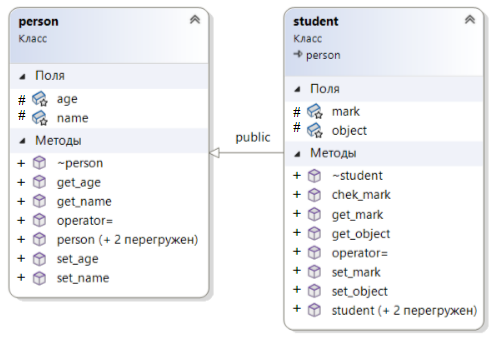 person
Класс
Поля
# age
# name
Методы
+ ~person
+ get_age
+ get_name
+ operator=
+ person (+ 2 перегружен)
+ set_age
+ set_name
public
student
Класс
person
Поля
# mark
# object
Методы
+ ~student
+ chek_mark
+ get_mark
+ get_object
+ operator=
+ set_mark
+ set_object
+ student (+ 2 перегружен)